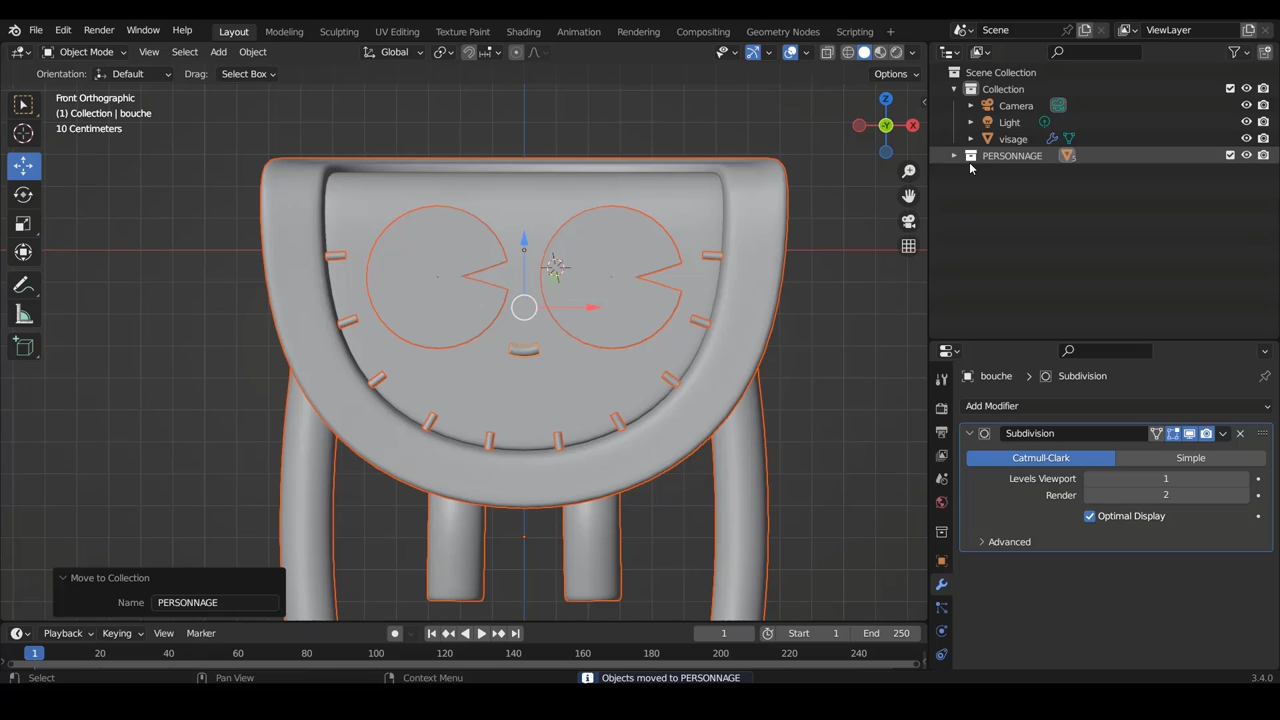 File Edit Render Window Help Layout Modeling Sculpting UV Editing Texture Paint Shading Animation Rendering Compositing Geometry Nodes Scripting + Scene ViewLayer
Object Mode View Select Add Object Global Options
Orientation: Default Drag: Select Box
Front Orthographic
(1) Collection | bouche
10 Centimeters
Z
-Y
X
Scene Collection
Collection
Camera
Light
visage
PERSONNAGE 5
bouche > Subdivision
Add Modifier
Subdivision
Catmull-Clark Simple
Levels Viewport 1
Render 2
Optimal Display
Advanced
Move to Collection
Name PERSONNAGE
Playback Keying View Marker 1 Start 1 End 250
1 20 40 60 80 100 120 140 160 180 200 220 240
Select Pan View Context Menu Objects moved to PERSONNAGE 3.4.0